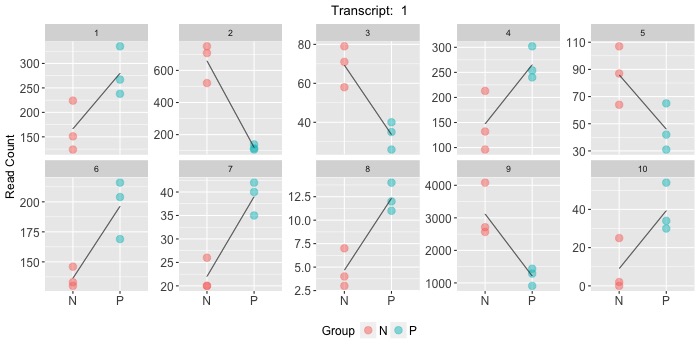 Transcript: 1
1 2 3 4 5
300 250 200 150
600 400 200
80 60 40
300 250 200 150 100
110 90 70 50 30
Read Count
6 7 8 9 10
200 175 150
40 35 30 25 20
12.5 10.0 7.5 5.0 2.5
4000 3000 2000 1000
40 20 0
N P N P N P N P N P
Group N P